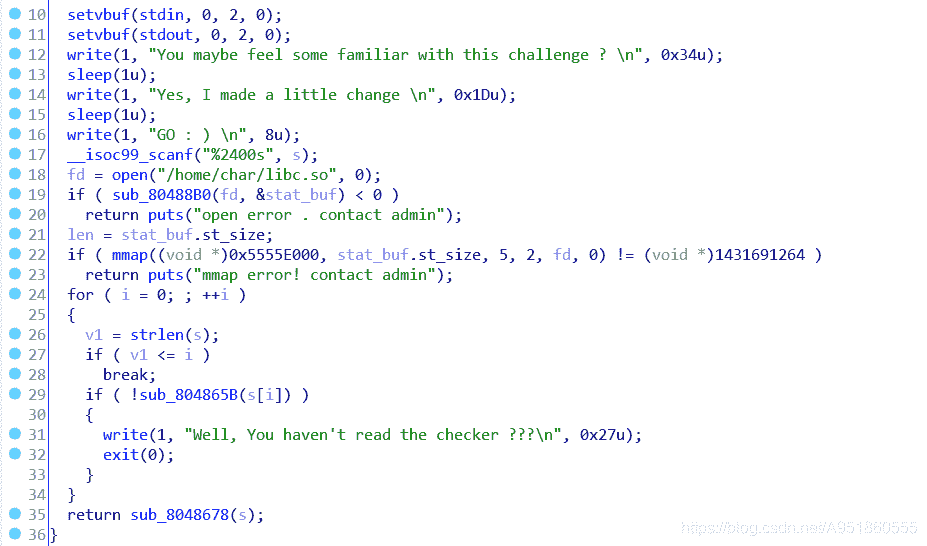 10 setvbuf(stdin, 0, 2, 0);
11 setvbuf(stdout, 0, 2, 0);
12 write(1, "You maybe feel some familiar with this challenge ? \n", 0x34u);
13 sleep(1u);
14 write(1, "Yes, I made a little change \n", 0x1Du);
15 sleep(1u);
16 write(1, "GO : ) \n", 8u);
17 __isoc99_scanf("%2400s", s);
18 fd = open("/home/char/libc.so", 0);
19 if ( sub_80488B0(fd, &stat_buf) < 0 )
20 return puts("open error . contact admin");
21 len = stat_buf.st_size;
22 if ( mmap((void *)0x5555E000, stat_buf.st_size, 5, 2, fd, 0) != (void *)1431691264 )
23 return puts("mmap error! contact admin");
24 for ( i = 0; ; ++i )
25 {
26 v1 = strlen(s);
27 if ( v1 <= i )
28 break;
29 if ( !sub_804865B(s[i]) )
30 {
31 write(1, "Well, You haven't read the checker ???\n", 0x27u);
32 exit(0);
33 }
34 }
35 return sub_8048678(s);
36 }
https://blog.csdn.net/A951860555